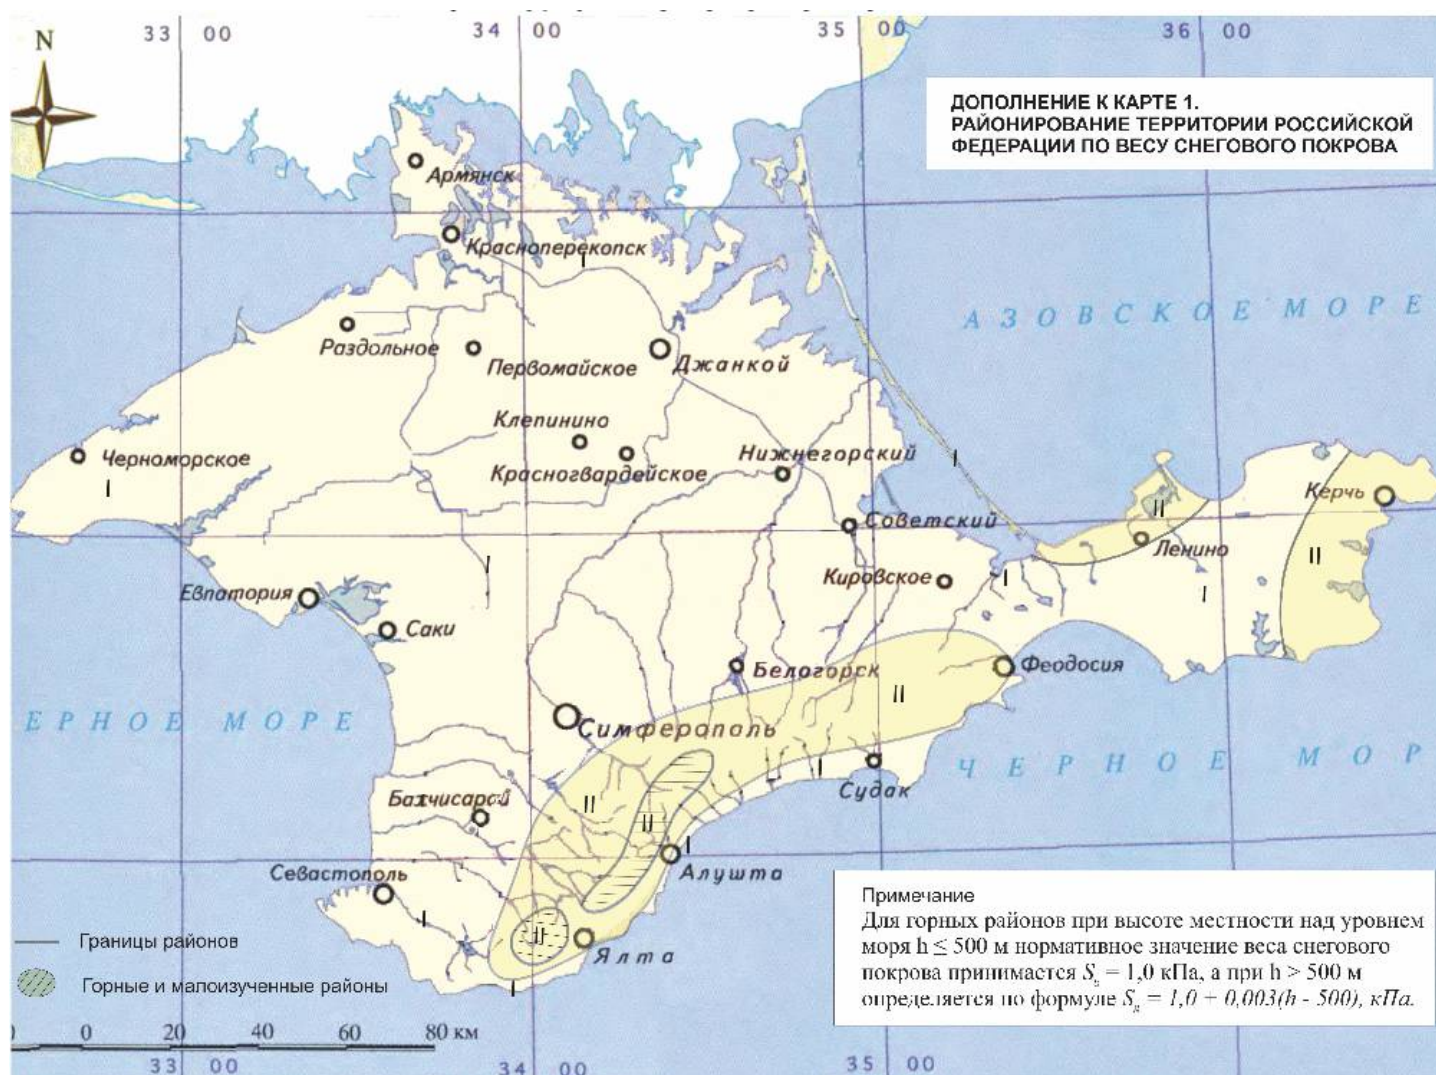 33 00
34 00
35 00
36 00
N
ДОПОЛНЕНИЕ К КАРТЕ 1.
РАЙОНИРОВАНИЕ ТЕРРИТОРИИ РОССИЙСКОЙ
ФЕДЕРАЦИИ ПО ВЕСУ СНЕГОВОГО ПОКРОВА
Армянск
Красноперекопск
I
АЗОВСКОЕ МОРЕ
Раздольное
Первомайское
Джанкой
Клепинино
Черноморское
Красногвардейское
Нижнегорский
I
I
Керчь
II
Советский
Ленино
II
I
Кировское
I
I
Евпатория
Саки
Белогорск
Феодосия
II
ЕРНОЕ МОРЕ
Симферополь
ЧЕРНОЕ МОР
I
Судак
Бахчисарай
II
II
I
Алушта
Севастополь
I
II
Ялта
I
Границы районов
Горные и малоизученные районы
Примечание
Для горных районов при высоте местности над уровнем
моря h ≤ 500 м нормативное значение веса снегового
покрова принимается Sg = 1,0 кПа, а при h > 500 м
определяется по формуле Sg = 1,0 + 0,003(h - 500), кПа.
0 20 40 60 80 км
33 00
34 00
35 00